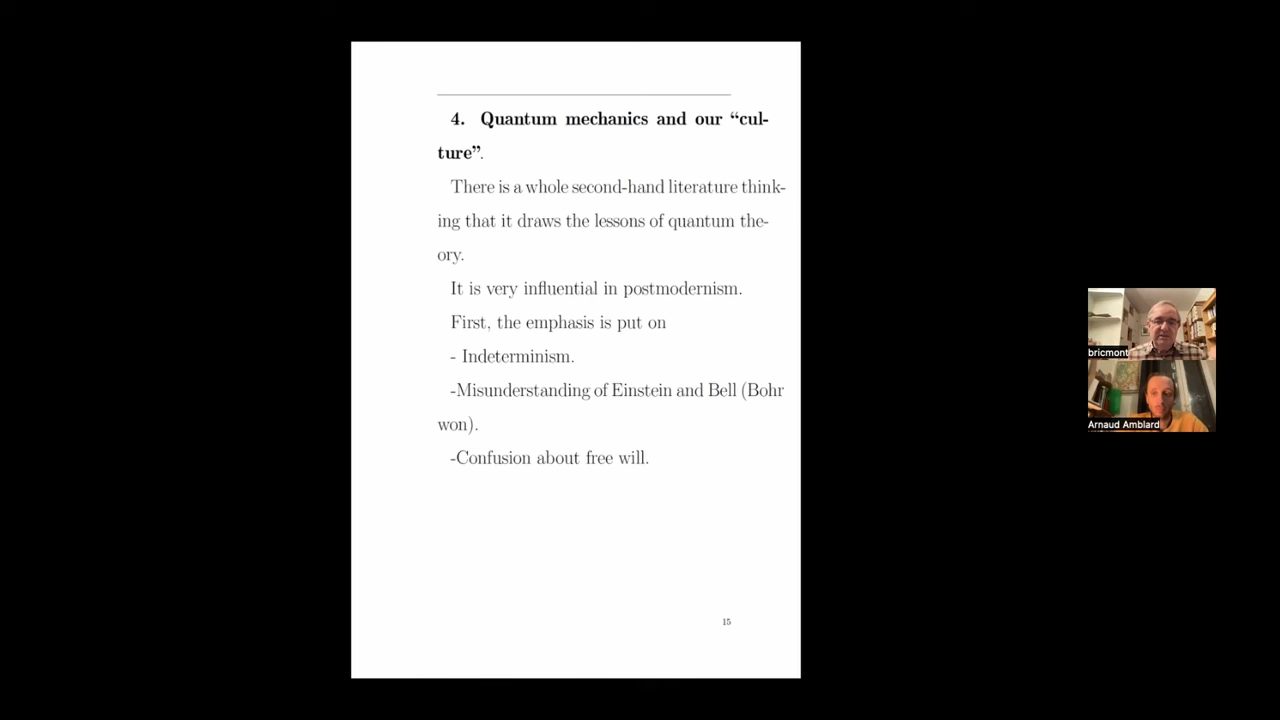 4. Quantum mechanics and our “cul-
ture”.
There is a whole second-hand literature think-
ing that it draws the lessons of quantum the-
ory.
It is very influential in postmodernism.
First, the emphasis is put on
- Indeterminism.
-Misunderstanding of Einstein and Bell (Bohr
won).
-Confusion about free will.
15
bricmont
Arnaud Amblard